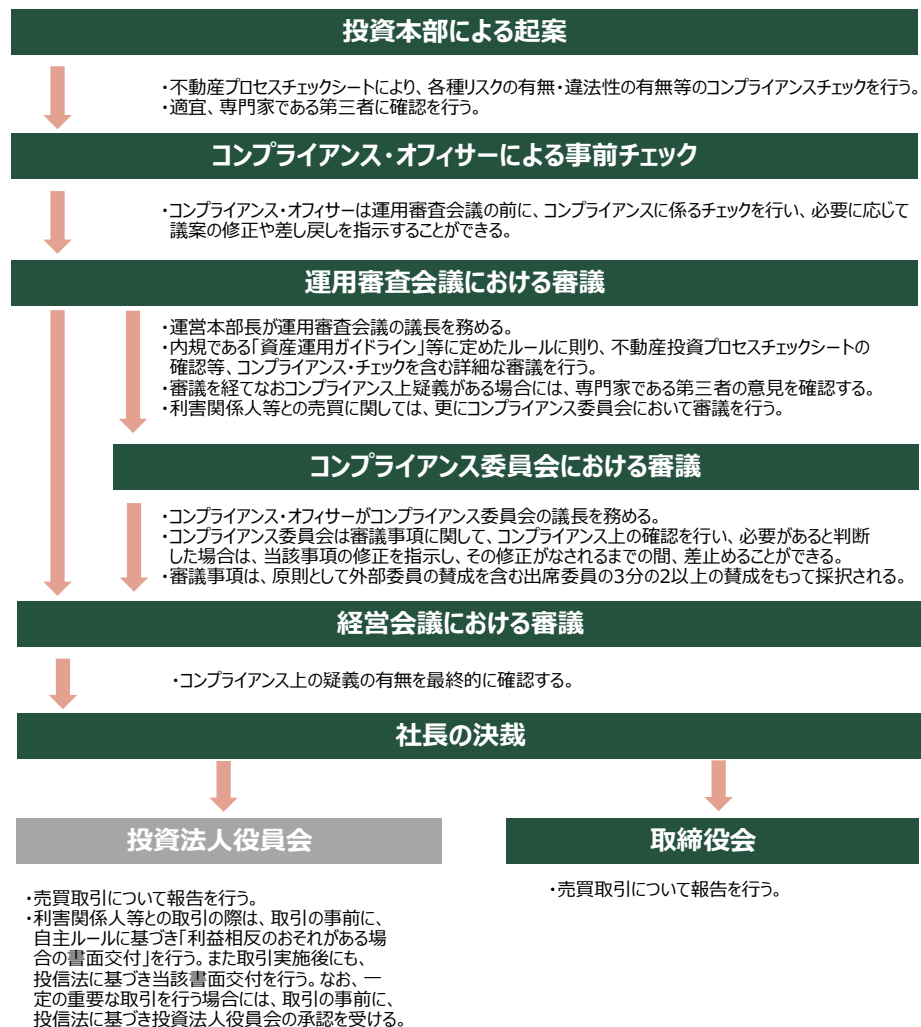 投資本部による起案
・不動産プロセスチェックシートにより、各種リスクの有無・違法性の有無等のコンプライアンスチェックを行う。
・適宜、専門家である第三者に確認を行う。
コンプライアンス・オフィサーによる事前チェック
・コンプライアンス・オフィサーは運用審査会議の前に、コンプライアンスに係るチェックを行い、必要に応じて
議案の修正や差し戻しを指示することができる。
運用審査会議における審議
・運営本部長が運用審査会議の議長を務める。
・内規である「資産運用ガイドライン」等に定めたルールに則り、不動産投資プロセスチェックシートの
確認等、コンプライアンス・チェックを含む詳細な審議を行う。
・審議を経てなおコンプライアンス上疑義がある場合には、専門家である第三者の意見を確認する。
・利害関係人等との売買に関しては、更にコンプライアンス委員会において審議を行う。
コンプライアンス委員会における審議
・コンプライアンス・オフィサーがコンプライアンス委員会の議長を務める。
・コンプライアンス委員会は審議事項に関して、コンプライアンス上の確認を行い、必要があると判断
した場合は、当該事項の修正を指示し、その修正がなされるまでの間、差止めることができる。
・審議事項は、原則として外部委員の賛成を含む出席委員の3分の2以上の賛成をもって採択される。
経営会議における審議
・コンプライアンス上の疑義の有無を最終的に確認する。
社長の決裁
投資法人役員会
・売買取引について報告を行う。
・利害関係人等との取引の際は、取引の事前に、
自主ルールに基づき「利益相反のおそれがある場
合の書面交付」を行う。また取引実施後にも、
投信法に基づき当該書面交付を行う。なお、一
定の重要な取引を行う場合には、取引の事前に、
投信法に基づき投資法人役員会の承認を受ける。
取締役会
・売買取引について報告を行う。